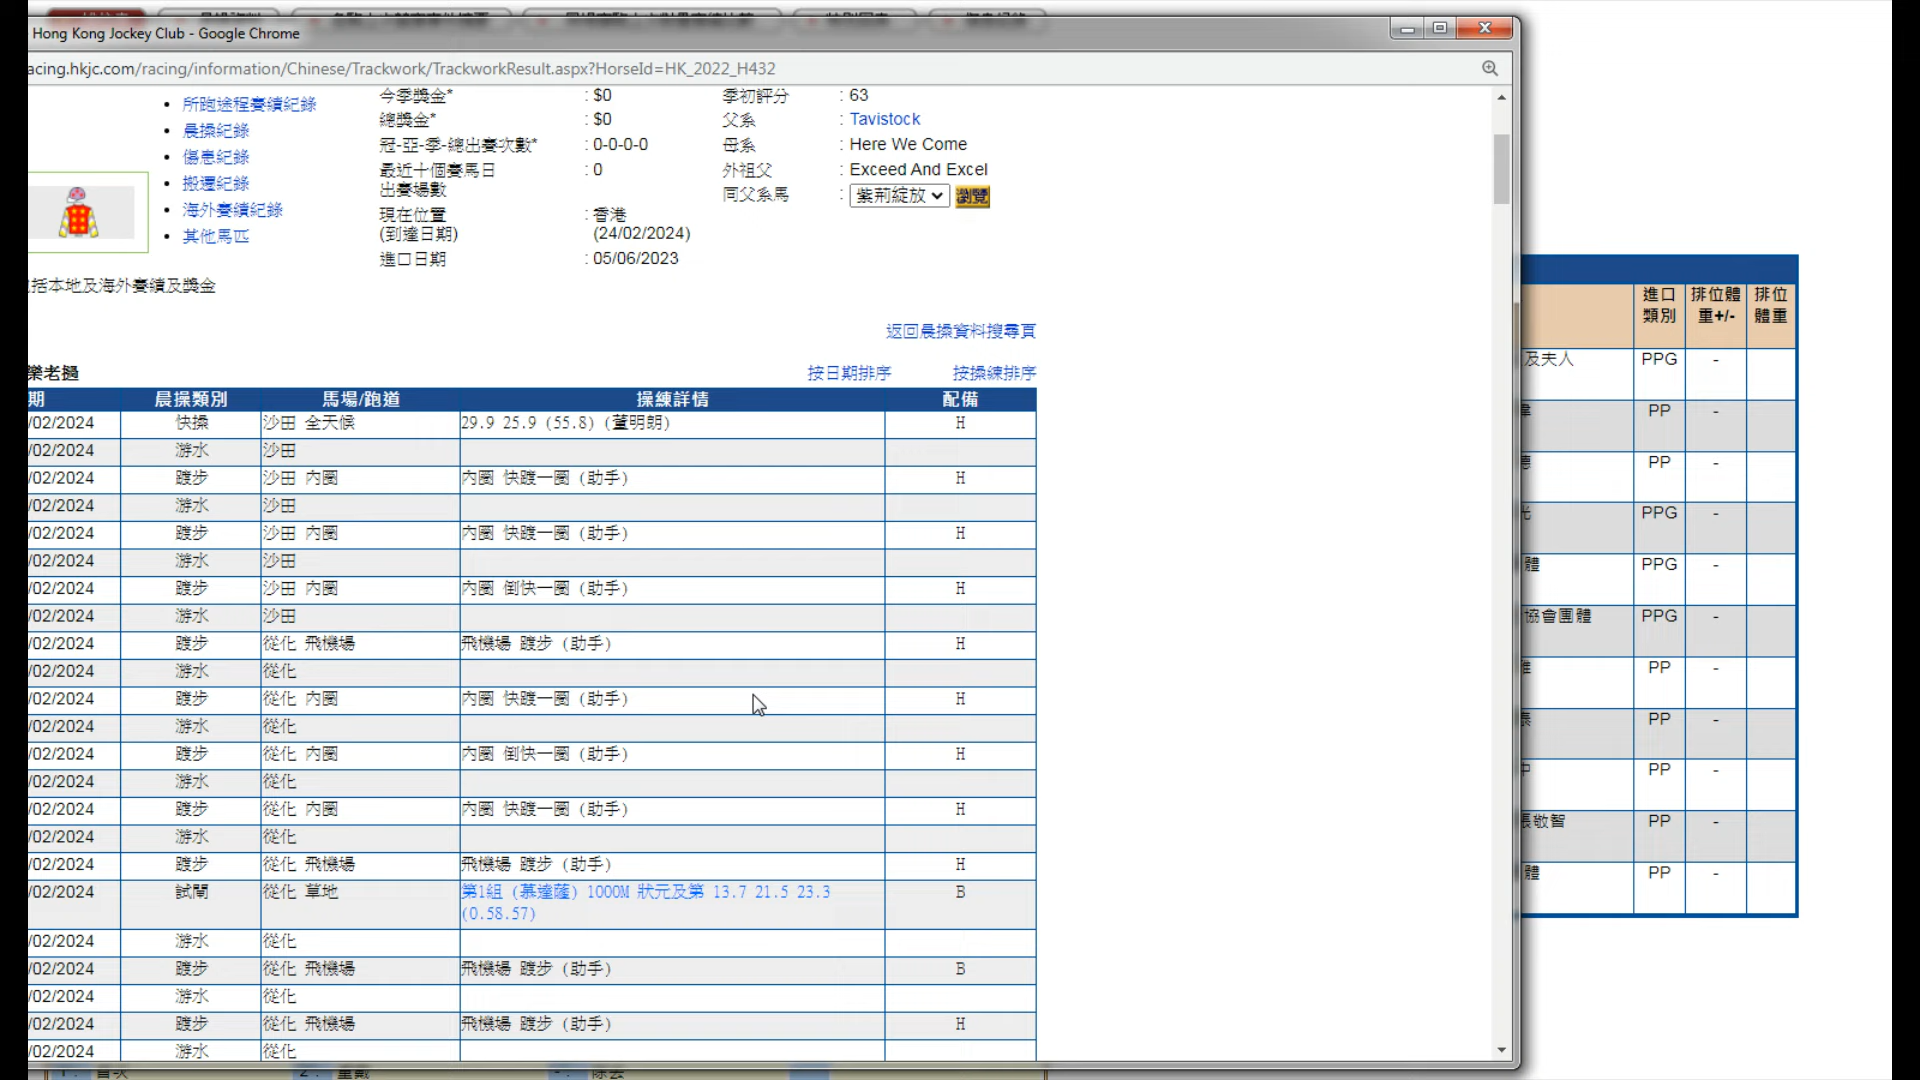 Hong Kong Jockey Club - Google Chrome
acing.hkjc.com/racing/information/Chinese/Trackwork/TrackworkResult.aspx?HorseId=HK_2022_H432
所跑途程賽績紀錄
晨操紀錄
傷患紀錄
搬遷紀錄
海外賽績紀錄
其他馬匹
今季獎金* : $0
總獎金* : $0
冠-亞-季-總出賽次數* : 0-0-0-0
最近十個賽馬日 : 0
出賽場數
現在位置 : 香港
(到達日期) (24/02/2024)
進口日期 : 05/06/2023
季初評分 : 63
父系 : Tavistock
母系 : Here We Come
外祖父 : Exceed And Excel
同父系馬 : 紫荊綻放 瀏覽
括本地及海外賽績及獎金
返回晨操資料搜尋頁
按日期排序 按操練排序
期 晨操類別 馬場/跑道 操練詳情 配備
/02/2024 快操 沙田 全天候 29.9 25.9 (55.8) (董明朗) H
/02/2024 游水 沙田
/02/2024 踱步 沙田 內圈 內圈 快踱一圈 (助手) H
/02/2024 游水 沙田
/02/2024 踱步 沙田 內圈 內圈 快踱一圈 (助手) H
/02/2024 游水 沙田
/02/2024 踱步 沙田 內圈 內圈 倒快一圈 (助手) H
/02/2024 游水 沙田
/02/2024 踱步 從化 飛機場 飛機場 踱步 (助手) H
/02/2024 游水 從化
/02/2024 踱步 從化 內圈 內圈 快踱一圈 (助手) H
/02/2024 游水 從化
/02/2024 踱步 從化 內圈 內圈 倒快一圈 (助手) H
/02/2024 游水 從化
/02/2024 踱步 從化 內圈 內圈 快踱一圈 (助手) H
/02/2024 游水 從化
/02/2024 踱步 從化 飛機場 飛機場 踱步 (助手) H
/02/2024 試閘 從化 草地 第1組 (慕達薩) 1000M 狀元及第 13.7 21.5 23.3
(0.58.57) B
/02/2024 游水 從化
/02/2024 踱步 從化 飛機場 飛機場 踱步 (助手) B
/02/2024 游水 從化
/02/2024 踱步 從化 飛機場 飛機場 踱步 (助手) H
/02/2024 游水 從化
進口 排位體 排位
類別 重+/- 體重
及夫人 PPG -
PP -
PP -
PPG -
體 PPG -
協會團體 PPG -
PP -
PP -
PP -
張敬智 PP -
體 PP -